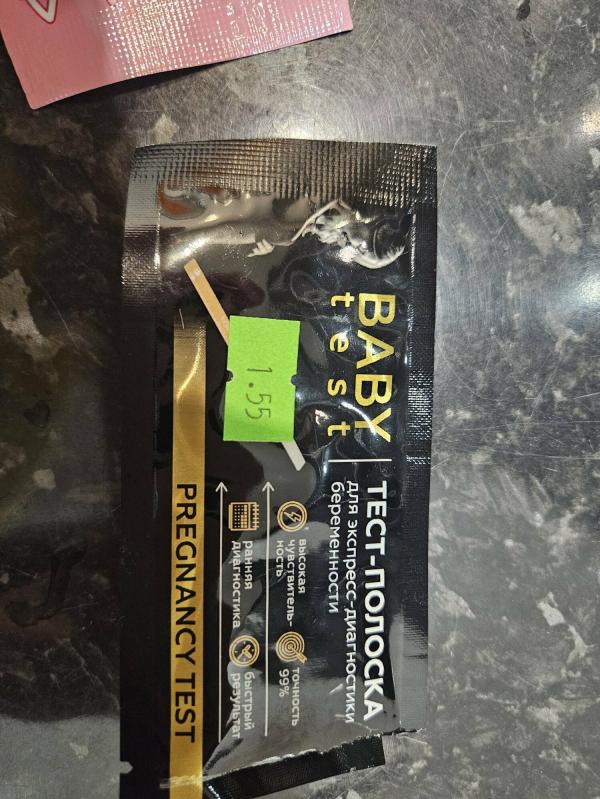 BABY
test
ТЕСТ-ПОЛОСКА
для экспресс-диагностики
беременности
1.55
высокая
чувствитель-
ность
точность
99%
ранняя
диагностика
быстрый
результат
PREGNANCY TEST